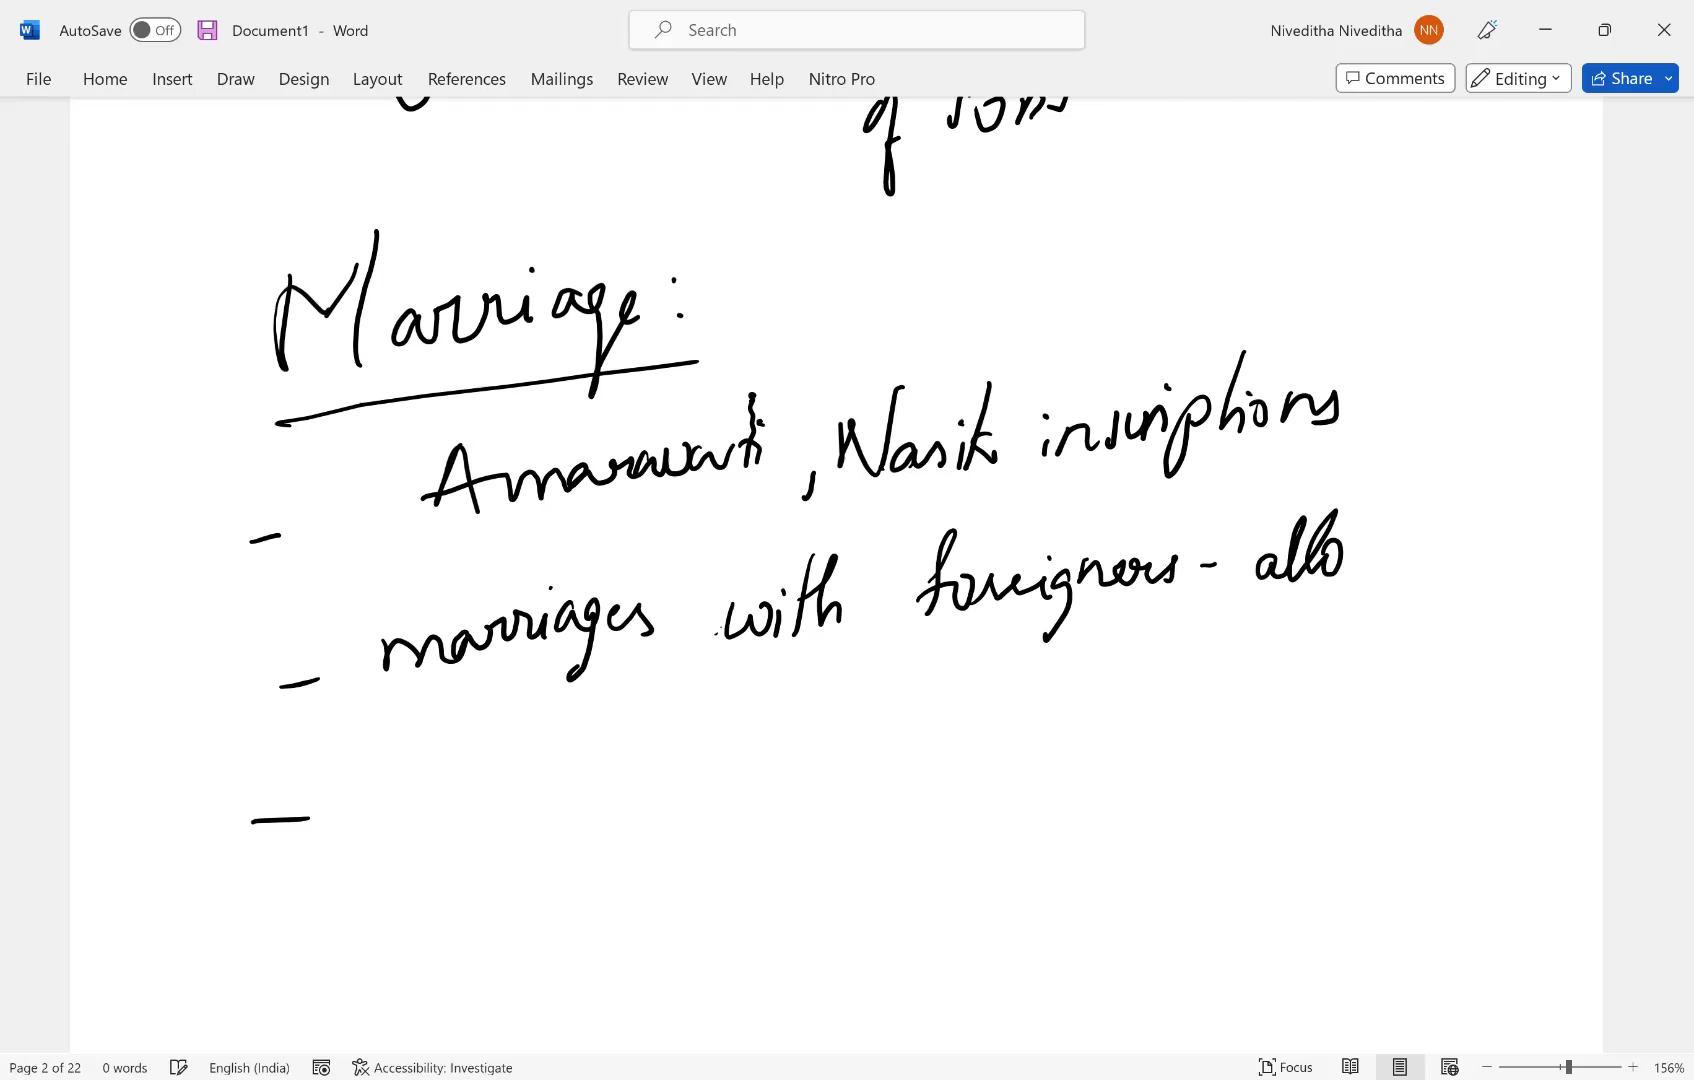 AutoSave Off Document1 - Word Search Niveditha Niveditha NN
File Home Insert Draw Design Layout References Mailings Review View Help Nitro Pro Comments Editing Share
of sons
Marriage:
- Amaravati, Nasik inscriptions
- marriages with foreigners - allo
-
Page 2 of 22 0 words English (India) Accessibility: Investigate Focus 156%